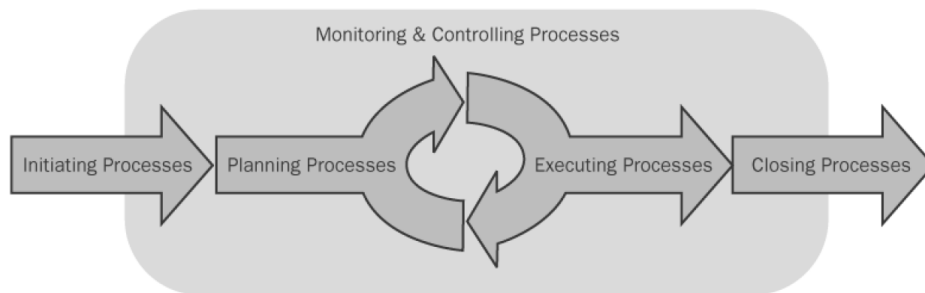 Monitoring & Controlling Processes
Initiating Processes
Planning Processes
Executing Processes
Closing Processes